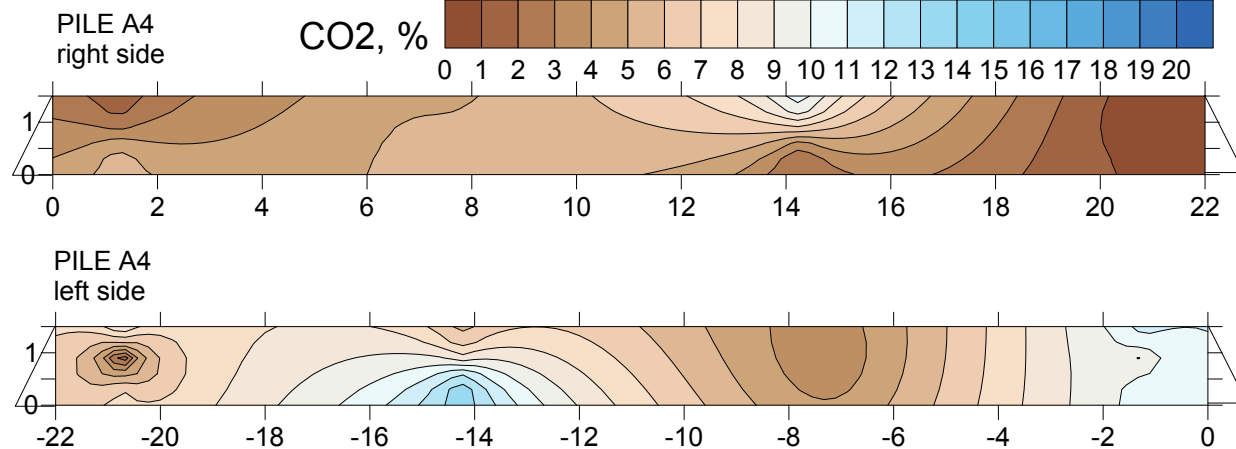 PILE A4
right side
CO2, %
0 1 2 3 4 5 6 7 8 9 10 11 12 13 14 15 16 17 18 19 20
1
0
0 2 4 6 8 10 12 14 16 18 20 22
PILE A4
left side
1
0
-22 -20 -18 -16 -14 -12 -10 -8 -6 -4 -2 0